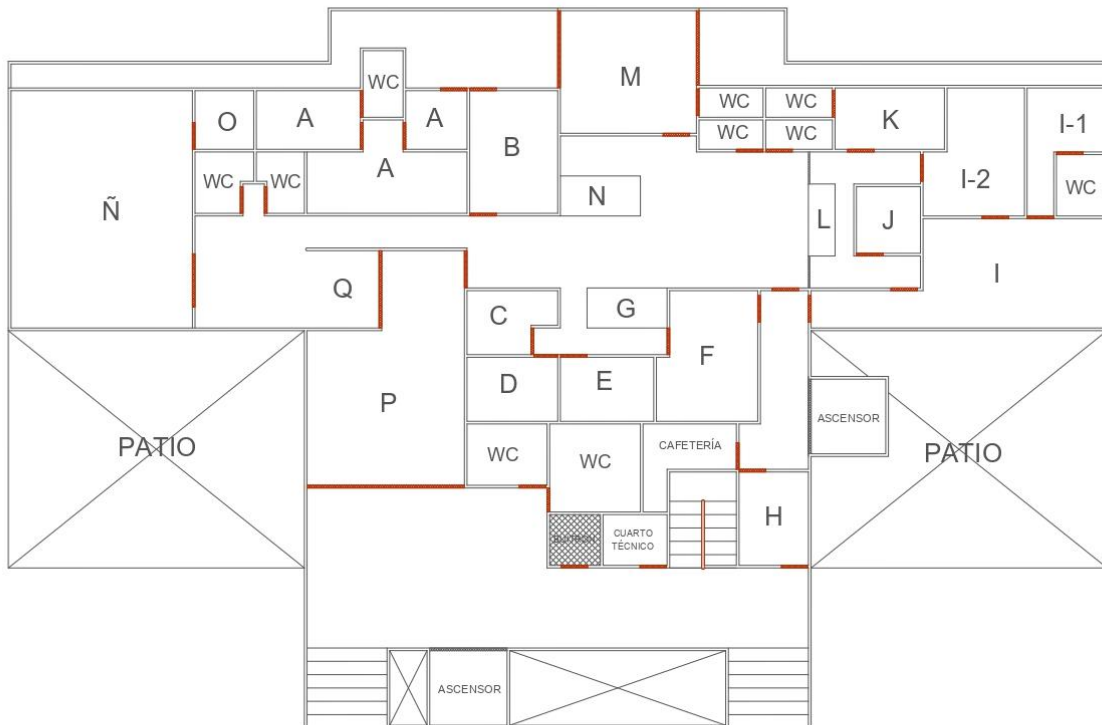 M
WC
WC
WC
WC
WC
O
A
A
B
K
I-1
A
I-2
WC
WC
WC
Ñ
N
L
J
Q
C
G
I
F
D
E
P
ASCENSOR
PATIO
CAFETERÍA
PATIO
WC
WC
H
CUARTO
TÉCNICO
ASCENSOR